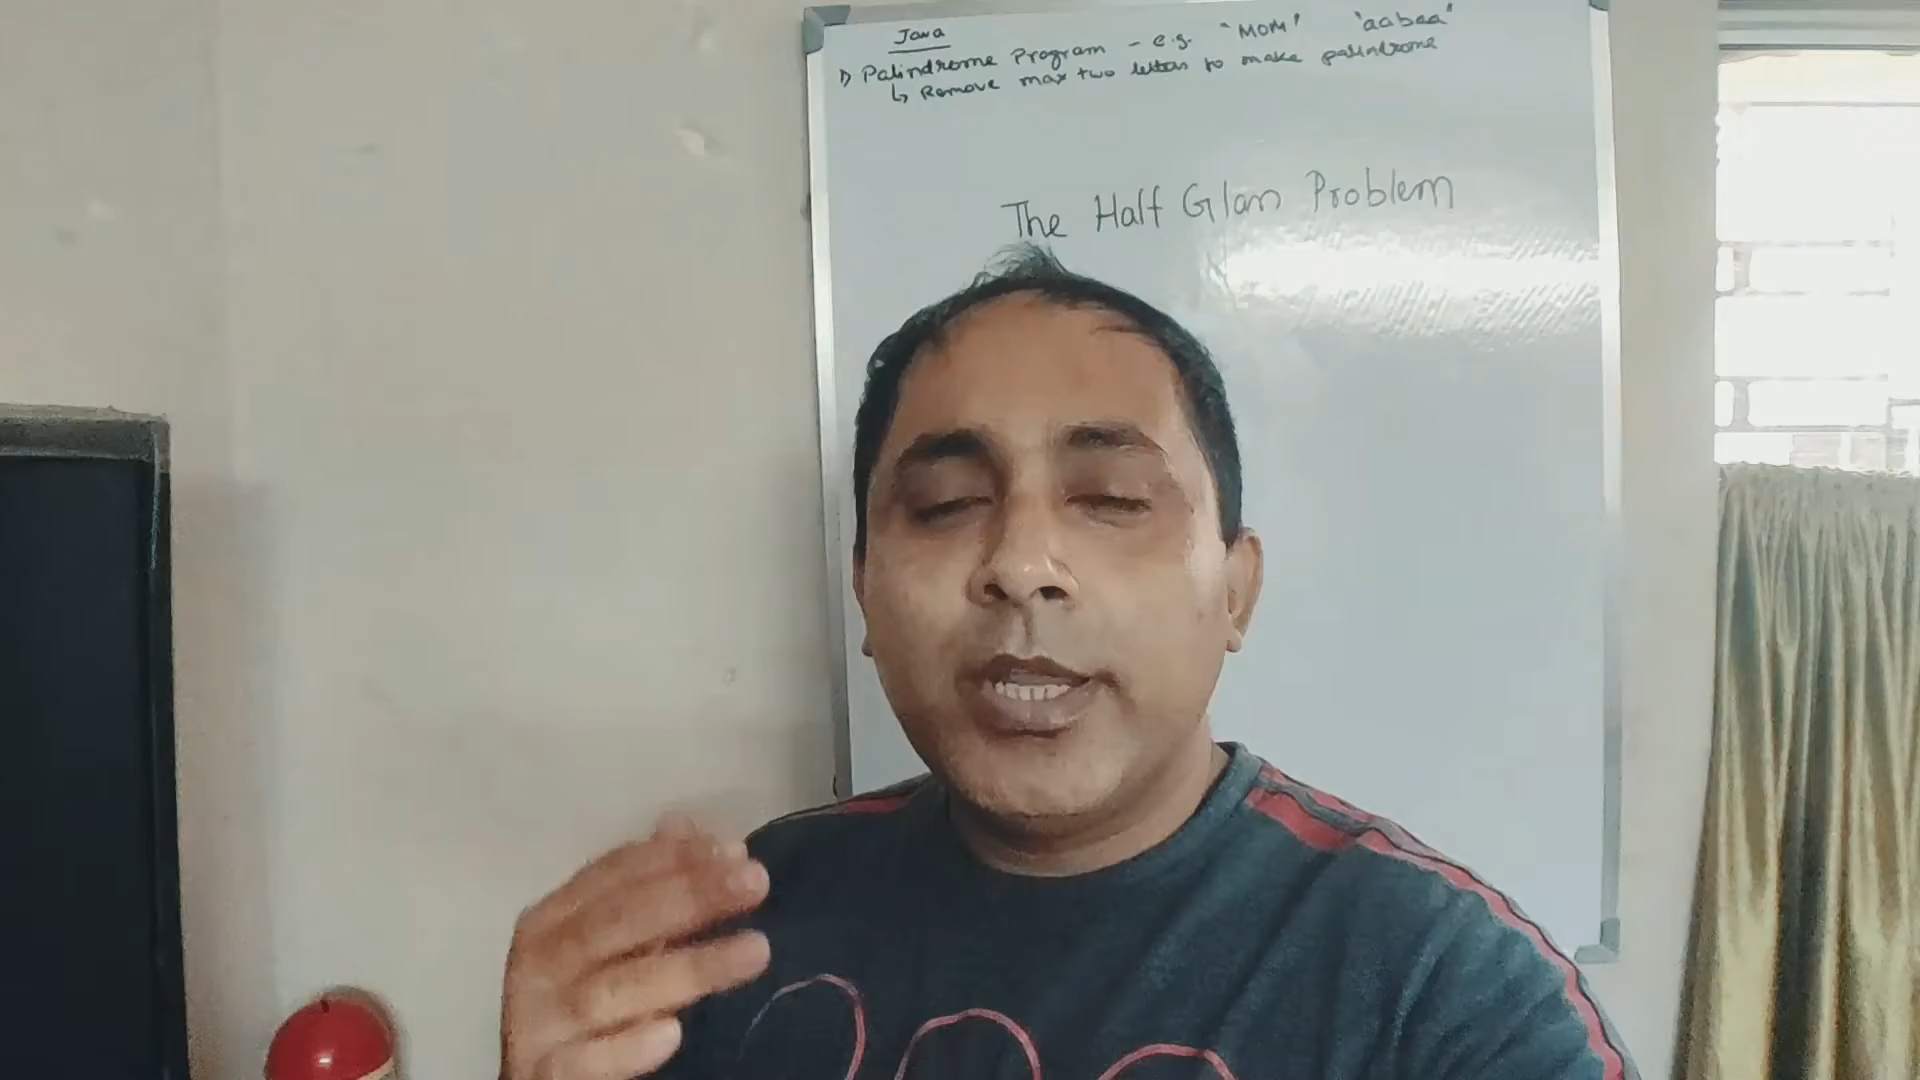 Java
1) Palindrome Program - e.g. "MOM" 'aabaa'
↳ Remove max two letters to make palindrome
The Half Glass Problem